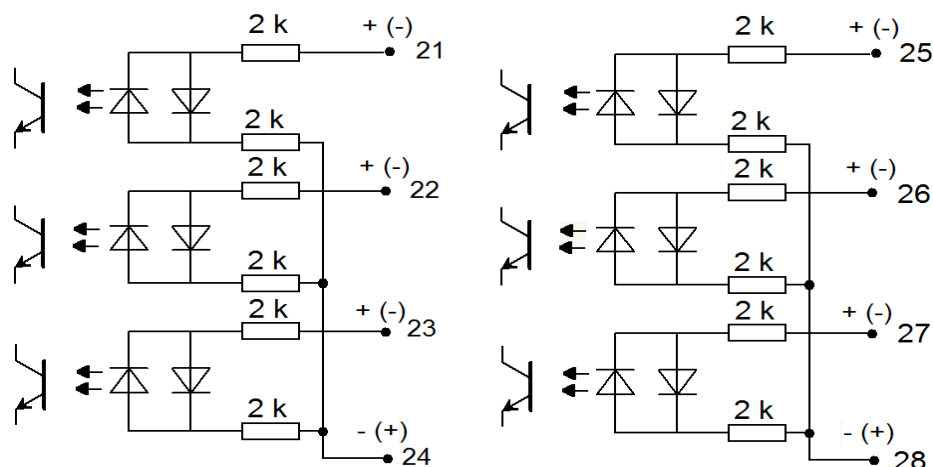 2 k + (-) 21
2 k
2 k + (-) 22
2 k
2 k + (-) 23
2 k - (+) 24
2 k + (-) 25
2 k
2 k + (-) 26
2 k
2 k + (-) 27
2 k - (+) 28